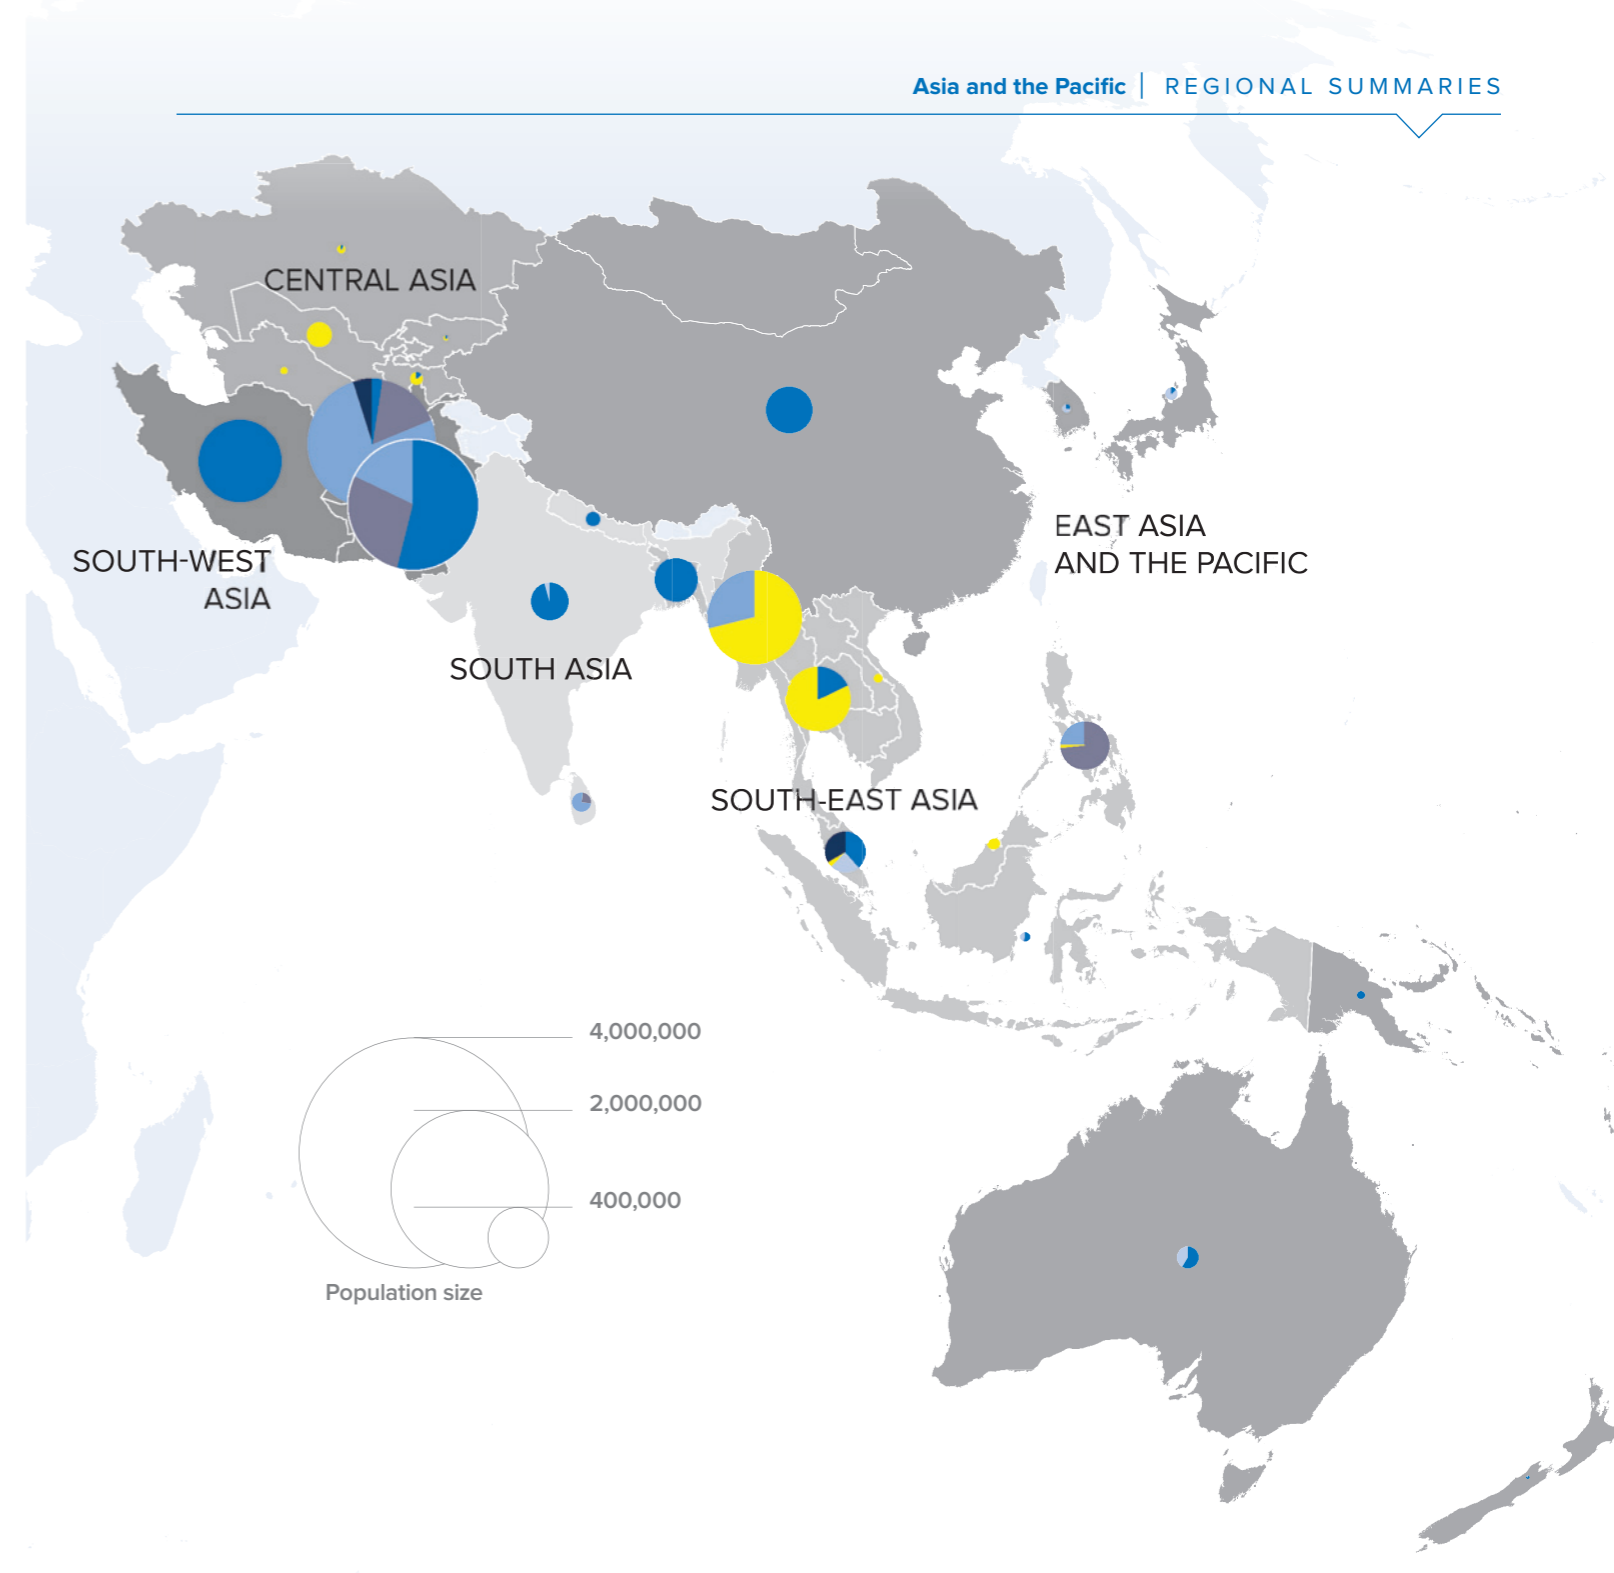 Asia and the Pacific | REGIONAL SUMMARIES
CENTRAL ASIA
SOUTH-WEST
ASIA
EAST ASIA
AND THE PACIFIC
SOUTH ASIA
SOUTH-EAST ASIA
4,000,000
2,000,000
400,000
Population size